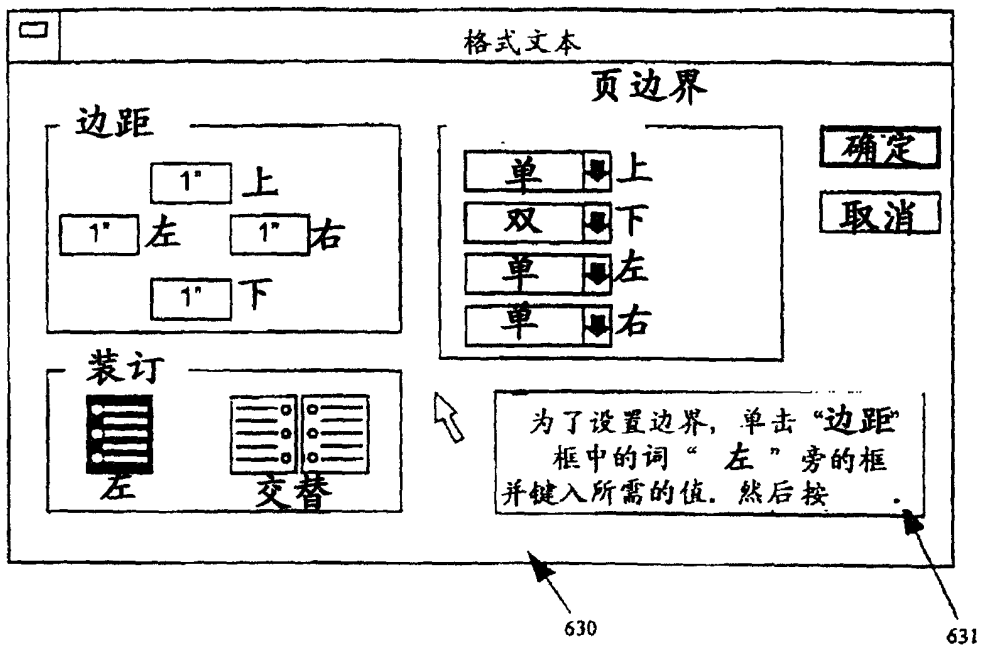 格式文本
页边界
边距
1" 上
1" 左 1" 右
1" 下
单 上
双 下
单 左
单 右
确定
取消
装订
左
交替
为了设置边界, 单击 “边距”
框中的词 “ 左 ” 旁的框
并键入所需的值. 然后按 .
630
631